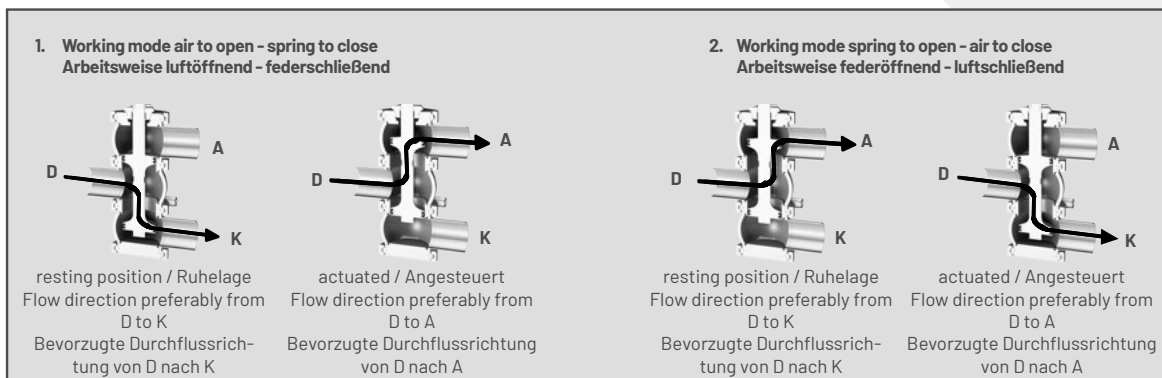 1. Working mode air to open - spring to close
Arbeitsweise luftöffnend - federschließend
A
D
K
resting position / Ruhelage
Flow direction preferably from
D to K
Bevorzugte Durchflussrich-
tung von D nach K
A
D
K
actuated / Angesteuert
Flow direction preferably from
D to A
Bevorzugte Durchflussrichtung
von D nach A
2. Working mode spring to open - air to close
Arbeitsweise federöffnend - luftschließend
A
D
K
resting position / Ruhelage
Flow direction preferably from
D to K
Bevorzugte Durchflussrich-
tung von D nach K
A
D
K
actuated / Angesteuert
Flow direction preferably from
D to A
Bevorzugte Durchflussrichtung
von D nach A